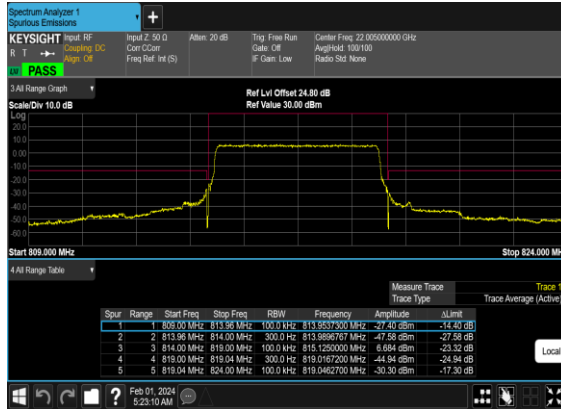 Spectrum Analyzer 1
Spurious Emissions
+
KEYSIGHT Input: RF Input Z: 50 Ω Atten: 20 dB Trig: Free Run Center Freq: 22.005000000 GHz
R T Coupling: DC Corr CCorr Gate: Off Avg|Hold: 100/100
Align: Off Freq Ref: Int (S) IF Gain: Low Radio Std: None
LXI PASS
3 All Range Graph
Ref Lvl Offset 24.80 dB
Scale/Div 10.0 dB Ref Value 30.00 dBm
Log
20.0
10.0
0.00
-10.0
-20.0
-30.0
-40.0
-50.0
-60.0
Start 809.000 MHz Stop 824.000 MH
4 All Range Table
Measure Trace Trace 1
Trace Type Trace Average (Active)
Spur Range Start Freq Stop Freq RBW Frequency Amplitude ΔLimit
1 1 809.00 MHz 813.96 MHz 100.0 kHz 813.9537300 MHz -27.40 dBm -14.40 dB
2 2 813.96 MHz 814.00 MHz 300.0 Hz 813.9896767 MHz -47.58 dBm -27.58 dB
3 3 814.00 MHz 819.00 MHz 100.0 kHz 815.1250000 MHz 6.684 dBm -23.32 dB
4 4 819.00 MHz 819.04 MHz 300.0 Hz 819.0167200 MHz -44.94 dBm -24.94 dB
5 5 819.04 MHz 824.00 MHz 100.0 kHz 819.0462700 MHz -30.30 dBm -17.30 dB
Local
? Feb 01, 2024
5:23:10 AM